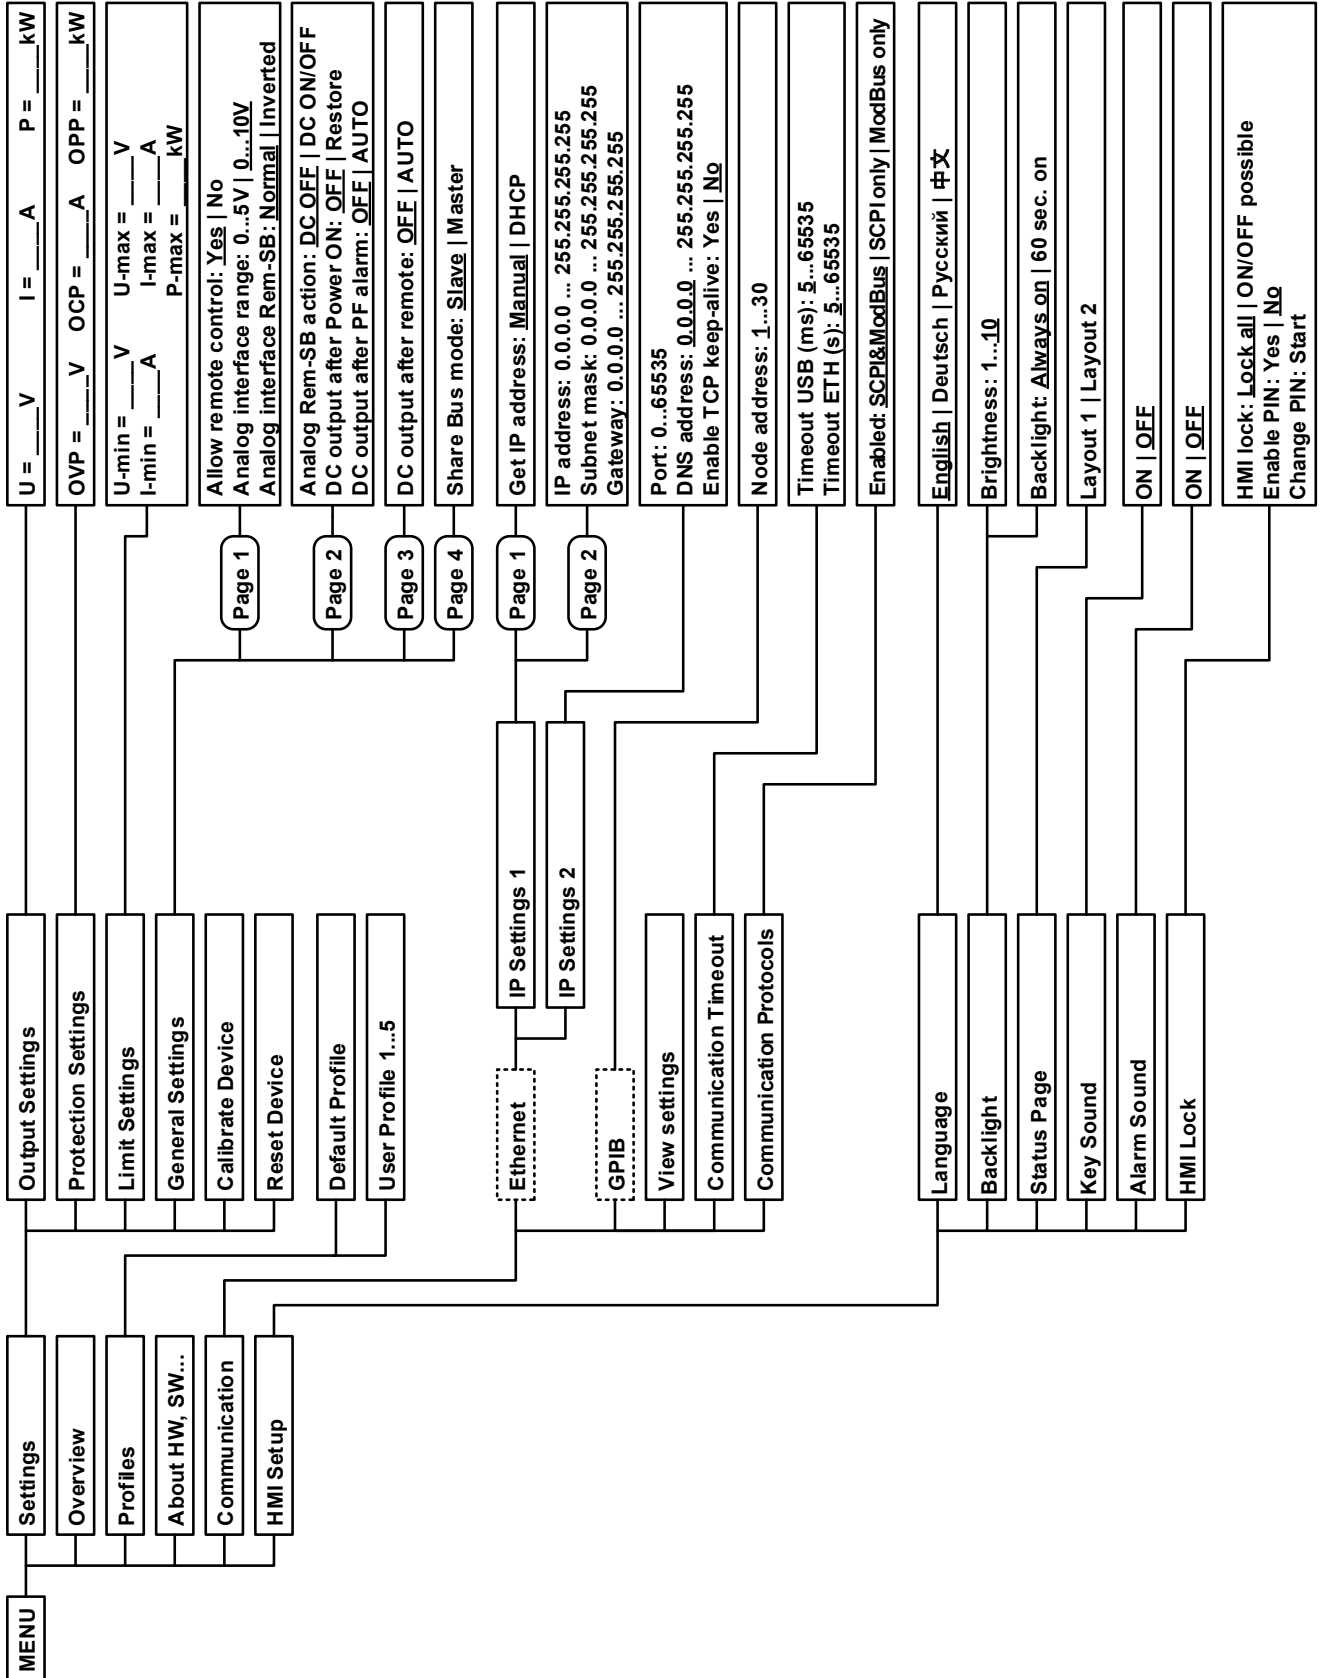 MENU
Settings
Overview
Profiles
About HW, SW...
Communication
HMI Setup
Output Settings
Protection Settings
Limit Settings
General Settings
Calibrate Device
Reset Device
Default Profile
User Profile 1...5
Ethernet
GPIB
View settings
Communication Timeout
Communication Protocols
Language
Backlight
Status Page
Key Sound
Alarm Sound
HMI Lock
IP Settings 1
IP Settings 2
Page 1
Page 2
Page 3
Page 4
Page 1
Page 2
U = ____V I = ____A P = ____kW
OVP = ____V OCP = ____A OPP = ____kW
U-min = ____V U-max = ____V
I-min = ____A I-max = ____A
P-max = ____kW
Allow remote control: Yes | No
Analog interface range: 0...5V | 0...10V
Analog interface Rem-SB: Normal | Inverted
Analog Rem-SB action: DC OFF | DC ON/OFF
DC output after Power ON: OFF | Restore
DC output after PF alarm: OFF | AUTO
DC output after remote: OFF | AUTO
Share Bus mode: Slave | Master
Get IP address: Manual | DHCP
IP address: 0.0.0.0 ... 255.255.255.255
Subnet mask: 0.0.0.0 ... 255.255.255.255
Gateway: 0.0.0.0 ... 255.255.255.255
Port: 0...65535
DNS address: 0.0.0.0 ... 255.255.255.255
Enable TCP keep-alive: Yes | No
Node address: 1...30
Timeout USB (ms): 5...65535
Timeout ETH (s): 5...65535
Enabled: SCPI&ModBus | SCPI only | ModBus only
English | Deutsch | Русский | 中文
Brightness: 1...10
Backlight: Always on | 60 sec. on
Layout 1 | Layout 2
ON | OFF
ON | OFF
HMI lock: Lock all | ON/OFF possible
Enable PIN: Yes | No
Change PIN: Start